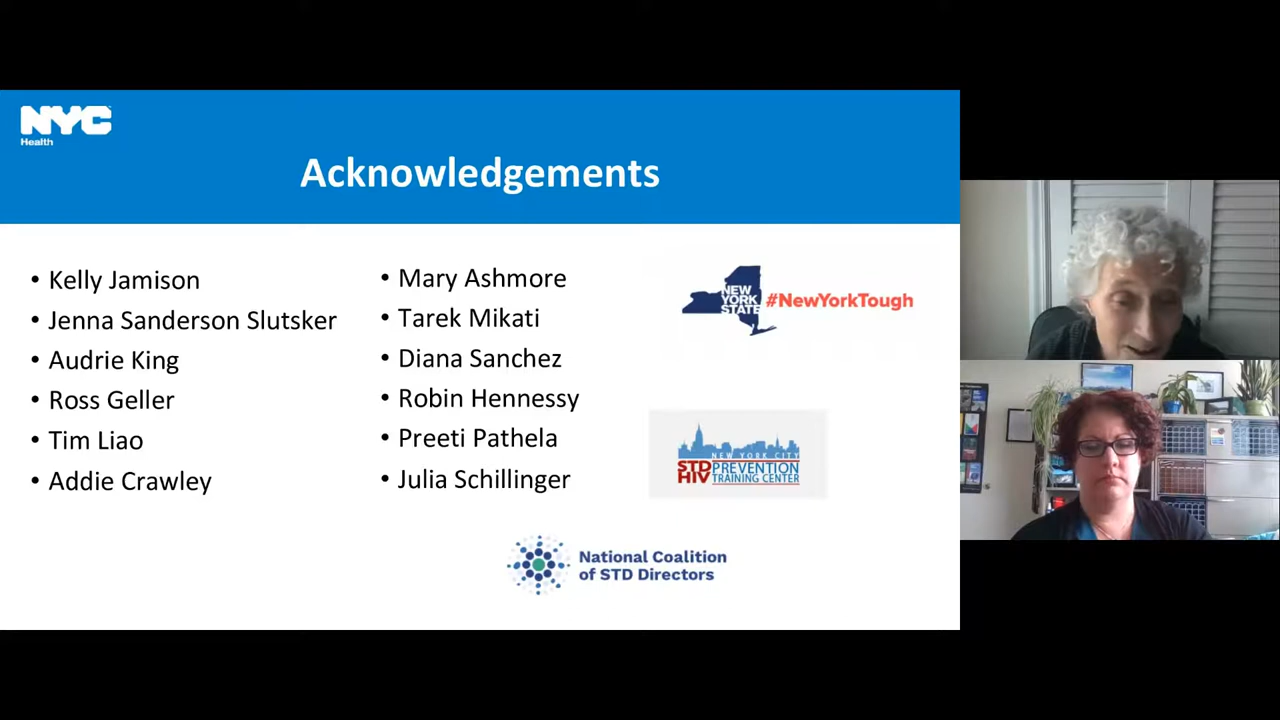 NYC
Health
Acknowledgements
• Kelly Jamison
• Jenna Sanderson Slutsker
• Audrie King
• Ross Geller
• Tim Liao
• Addie Crawley
• Mary Ashmore
• Tarek Mikati
• Diana Sanchez
• Robin Hennessy
• Preeti Pathela
• Julia Schillinger
NEW
YORK
STATE
#NewYorkTough
NEW YORK CITY
STD PREVENTION
HIV TRAINING CENTER
National Coalition
of STD Directors